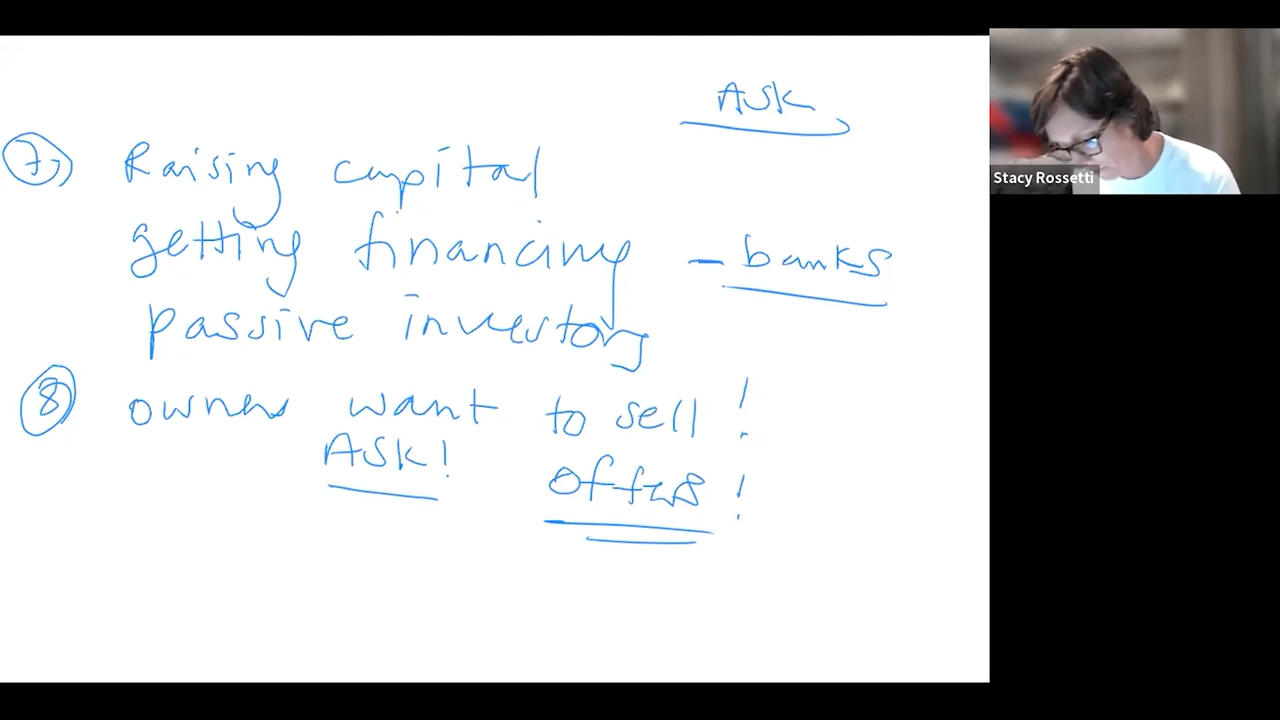 ASK
7) Raising capital
getting financing - banks
passive investors
8 owners want to sell!
ASK! offers!
Stacy Rossetti